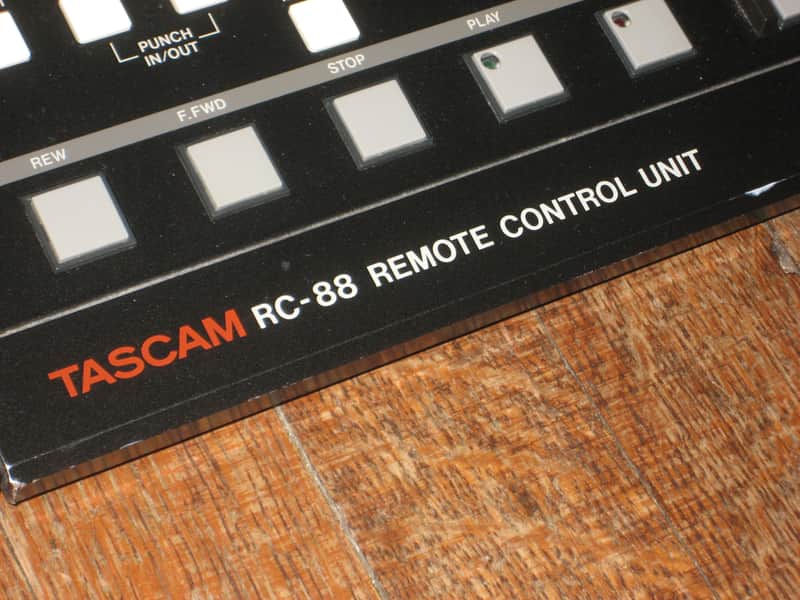 PUNCH
IN/OUT
REW
F.FWD
STOP
PLAY
TASCAM RC-88 REMOTE CONTROL UNIT